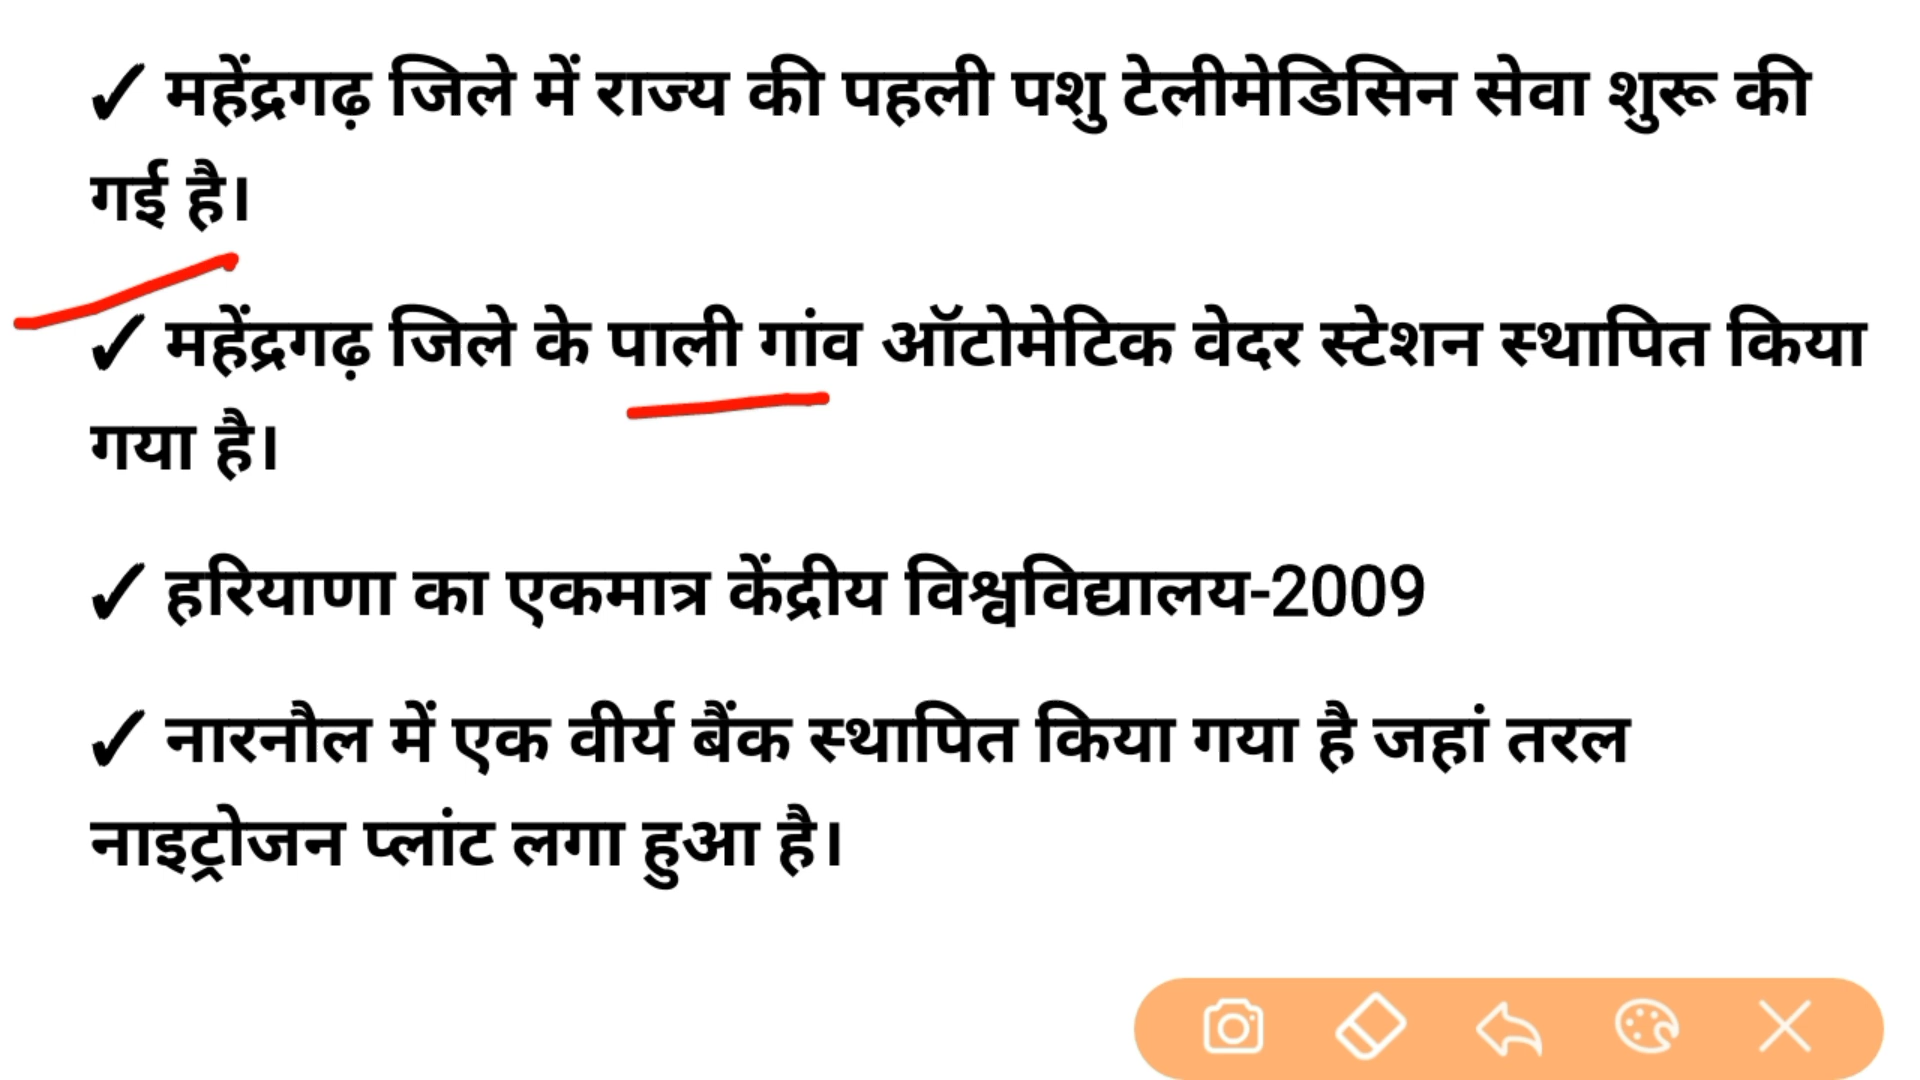 ✓ महेंद्रगढ़ जिले में राज्य की पहली पशु टेलीमेडिसिन सेवा शुरू की
गई है।
✓ महेंद्रगढ़ जिले के पाली गांव ऑटोमेटिक वेदर स्टेशन स्थापित किया
गया है।
✓ हरियाणा का एकमात्र केंद्रीय विश्वविद्यालय-2009
✓ नारनौल में एक वीर्य बैंक स्थापित किया गया है जहां तरल
नाइट्रोजन प्लांट लगा हुआ है।